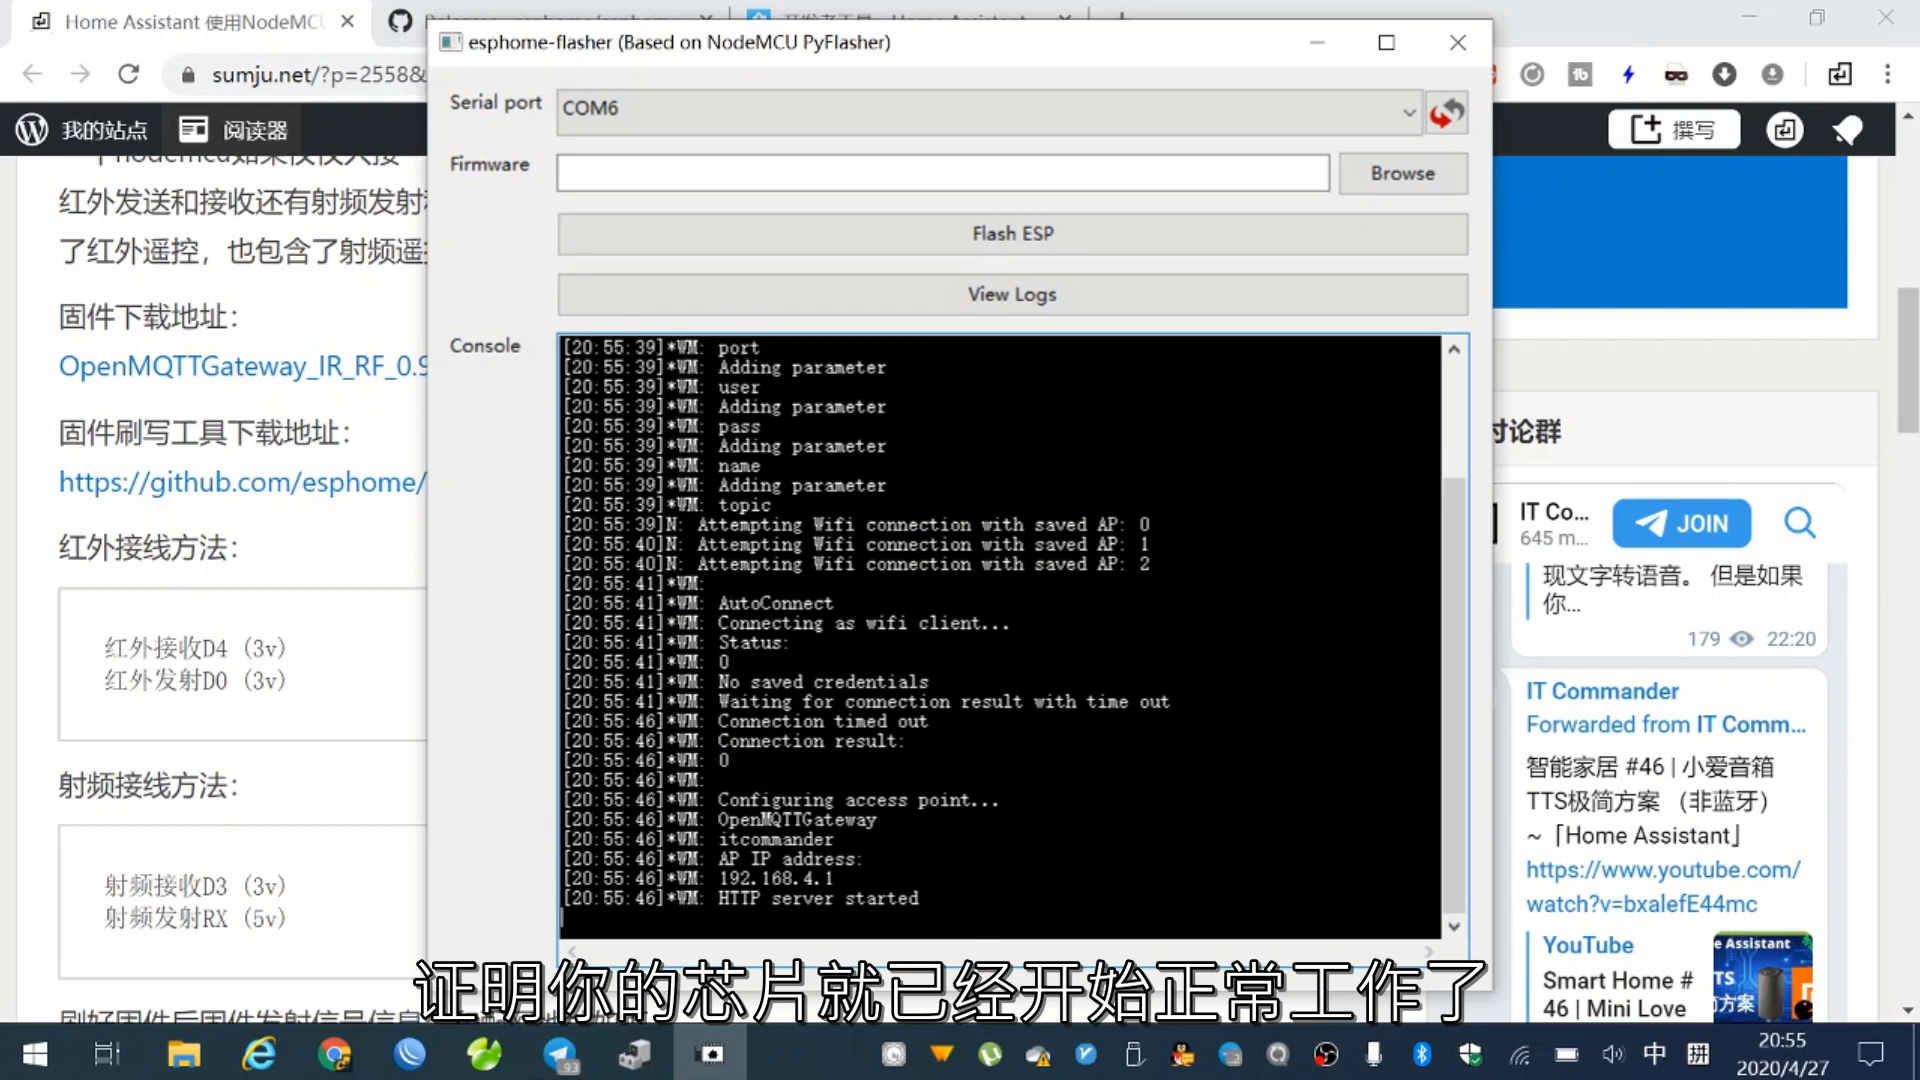 Home Assistant 使用NodeMCU
sumju.net/?p=2558&
我的站点
阅读器
撰写
红外发送和接收还有射频发射
了红外遥控，也包含了射频遥
固件下载地址：
OpenMQTTGateway_IR_RF_0.9
固件刷写工具下载地址：
https://github.com/esphome/
红外接线方法：
红外接收D4（3v）
红外发射D0（3v）
射频接线方法：
射频接收D3（3v）
射频发射RX（5v）
esphome-flasher (Based on NodeMCU PyFlasher)
Serial port
COM6
Firmware
Browse
Flash ESP
View Logs
Console
[20:55:39]*WM: port
[20:55:39]*WM: Adding parameter
[20:55:39]*WM: user
[20:55:39]*WM: Adding parameter
[20:55:39]*WM: pass
[20:55:39]*WM: Adding parameter
[20:55:39]*WM: name
[20:55:39]*WM: Adding parameter
[20:55:39]*WM: topic
[20:55:39]N: Attempting Wifi connection with saved AP: 0
[20:55:40]N: Attempting Wifi connection with saved AP: 1
[20:55:40]N: Attempting Wifi connection with saved AP: 2
[20:55:41]*WM:
[20:55:41]*WM: AutoConnect
[20:55:41]*WM: Connecting as wifi client...
[20:55:41]*WM: Status:
[20:55:41]*WM: 0
[20:55:41]*WM: No saved credentials
[20:55:41]*WM: Waiting for connection result with time out
[20:55:46]*WM: Connection timed out
[20:55:46]*WM: Connection result:
[20:55:46]*WM: 0
[20:55:46]*WM:
[20:55:46]*WM: Configuring access point...
[20:55:46]*WM: OpenMQTTGateway
[20:55:46]*WM: itcommander
[20:55:46]*WM: AP IP address:
[20:55:46]*WM: 192.168.4.1
[20:55:46]*WM: HTTP server started
讨论群
IT Co...
645 m...
JOIN
现文字转语音。 但是如果
你...
179 22:20
IT Commander
Forwarded from IT Comm...
智能家居 #46 | 小爱音箱
TTS极简方案 （非蓝牙）
~「Home Assistant」
https://www.youtube.com/
watch?v=bxalefE44mc
YouTube
Smart Home #
46 | Mini Love
e Assistant
TS
方案
证明你的芯片就已经开始正常工作了
93
中
拼
20:55
2020/4/27